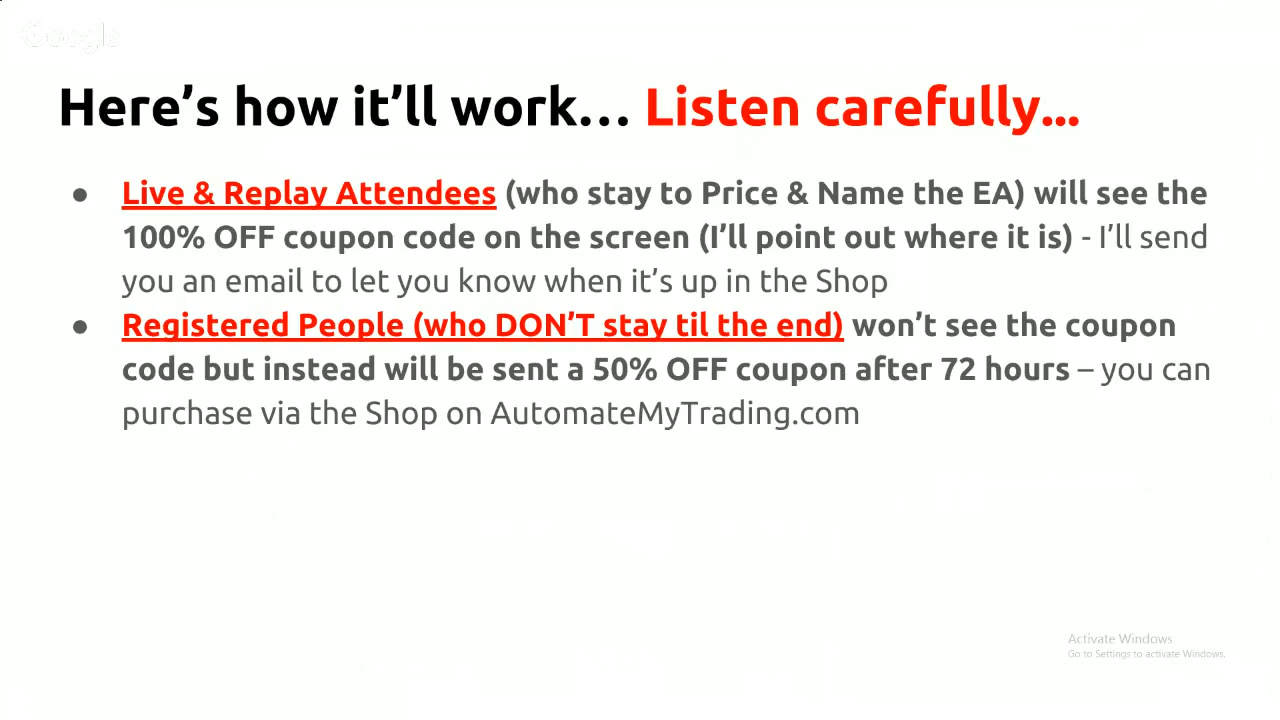 Google
Here’s how it’ll work… Listen carefully...
● Live & Replay Attendees (who stay to Price & Name the EA) will see the
100% OFF coupon code on the screen (I’ll point out where it is) - I’ll send
you an email to let you know when it’s up in the Shop
● Registered People (who DON’T stay til the end) won’t see the coupon
code but instead will be sent a 50% OFF coupon after 72 hours – you can
purchase via the Shop on AutomateMyTrading.com
Activate Windows
Go to Settings to activate Windows.